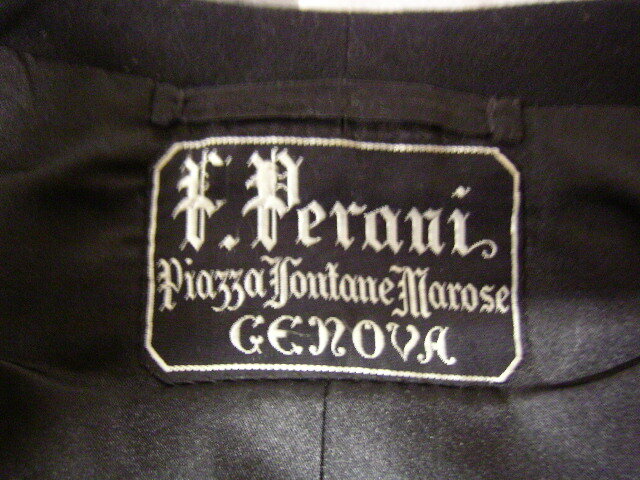 F. Perani
Piazza Fontane Marose
GENOVA